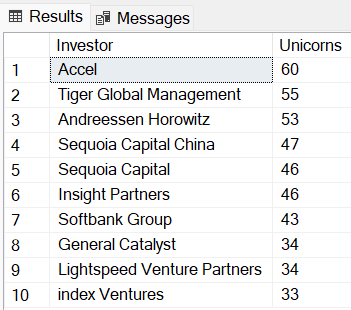 Results Messages
Investor Unicorns
1 Accel 60
2 Tiger Global Management 55
3 Andreessen Horowitz 53
4 Sequoia Capital China 47
5 Sequoia Capital 46
6 Insight Partners 46
7 Softbank Group 43
8 General Catalyst 34
9 Lightspeed Venture Partners 34
10 index Ventures 33